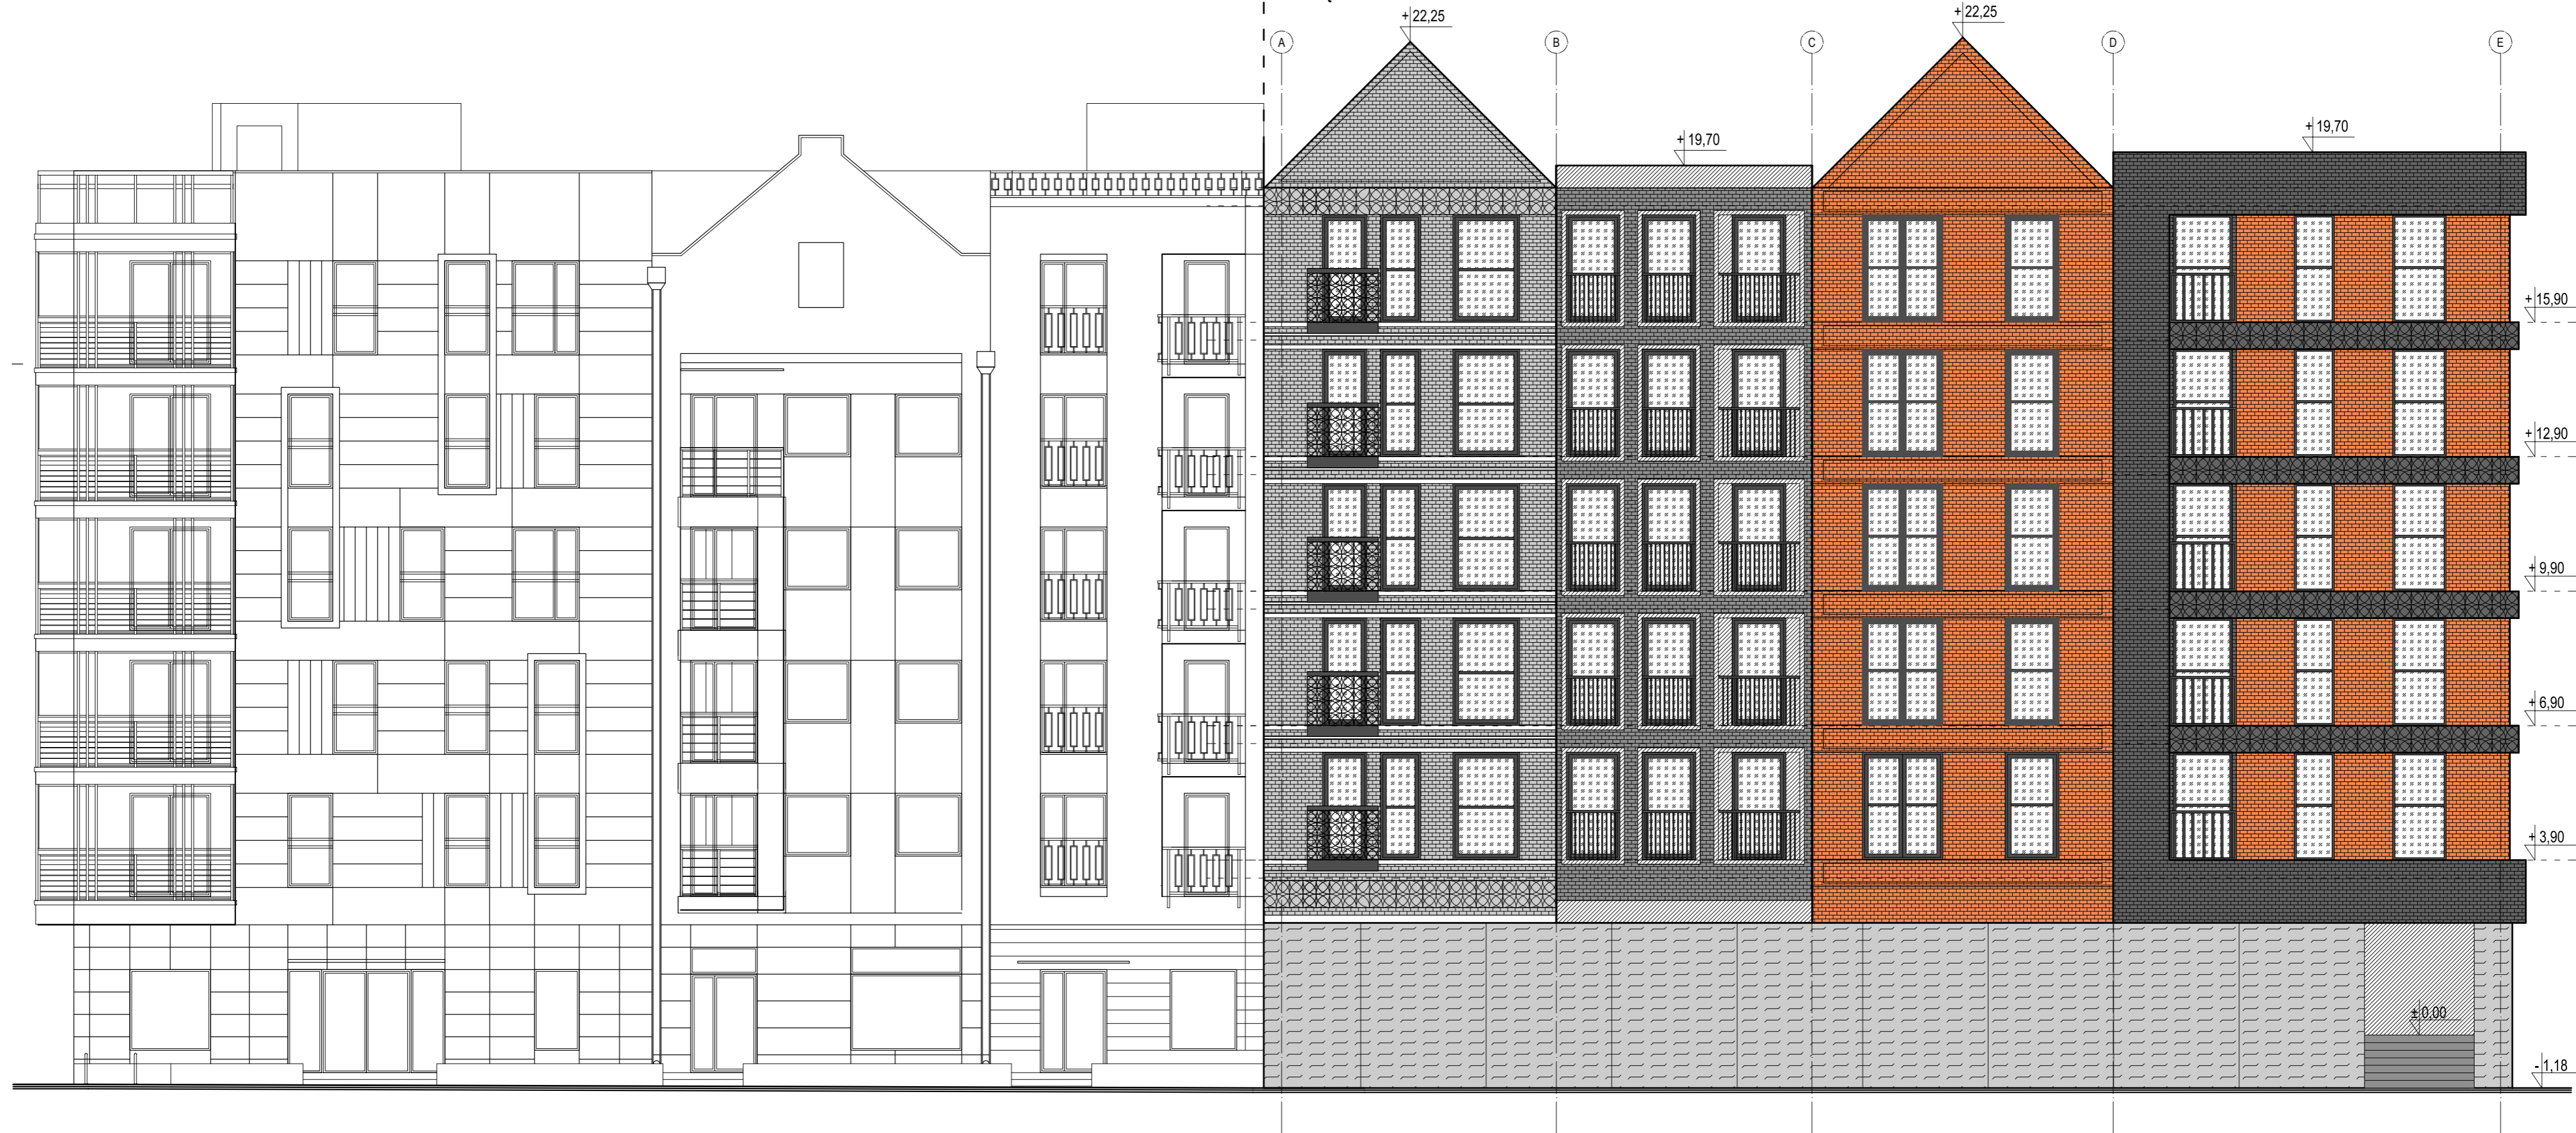 + 22,25
+ 22,25
A
B
C
D
E
+ 19,70
+ 19,70
+ 15,90
+ 12,90
+ 9,90
+ 6,90
+ 3,90
± 0,00
- 1,18